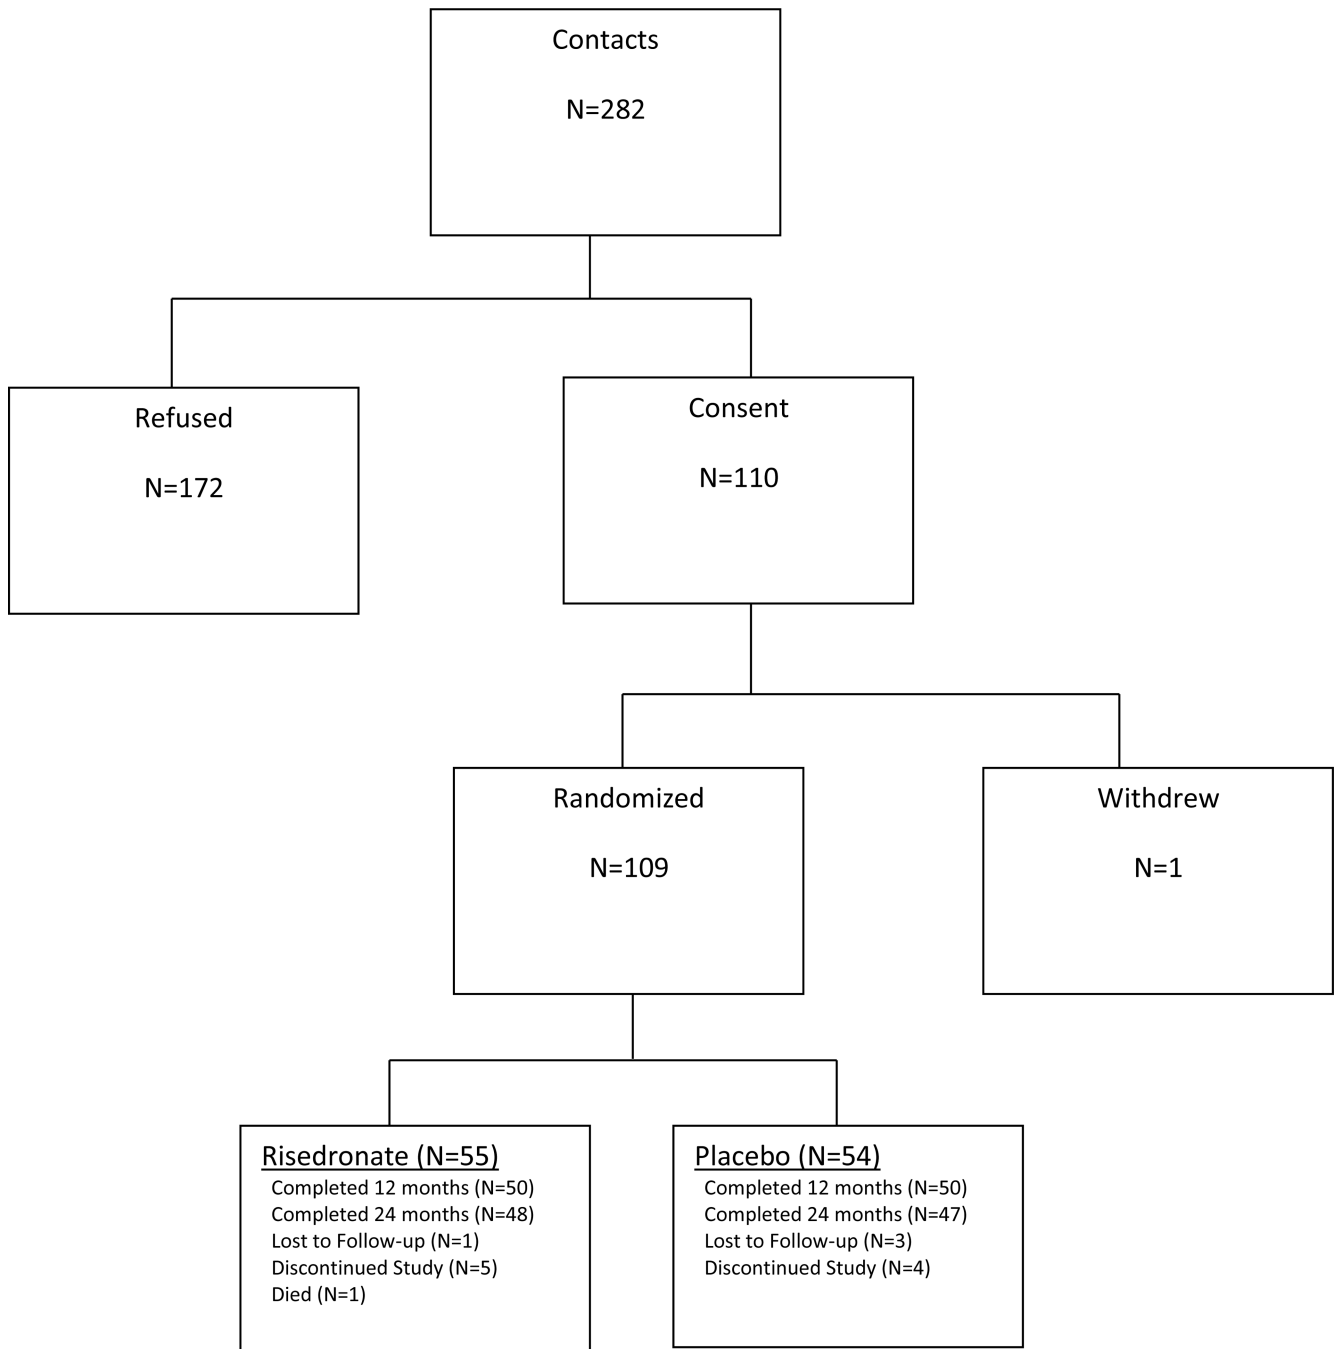 Contacts
N=282
Refused
N=172
Consent
N=110
Randomized
N=109
Withdrew
N=1
Risedronate (N=55)
Completed 12 months (N=50)
Completed 24 months (N=48)
Lost to Follow-up (N=1)
Discontinued Study (N=5)
Died (N=1)
Placebo (N=54)
Completed 12 months (N=50)
Completed 24 months (N=47)
Lost to Follow-up (N=3)
Discontinued Study (N=4)